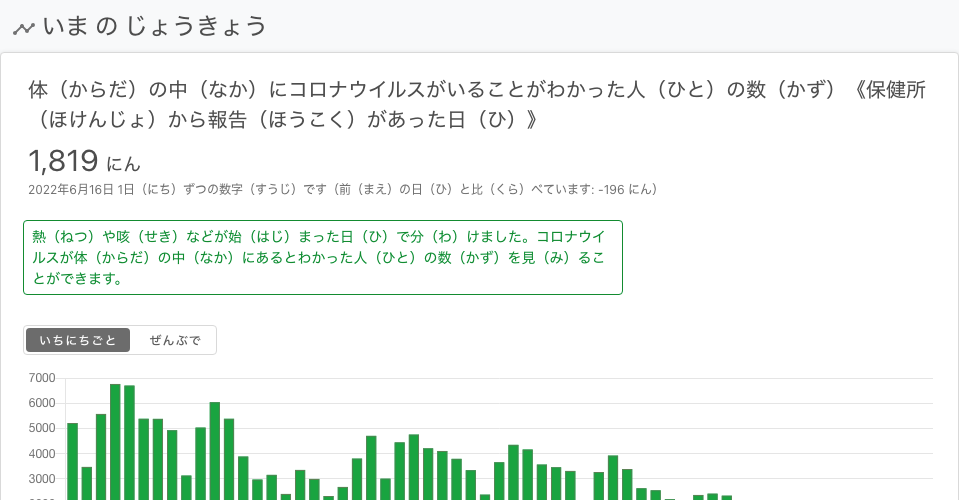 いま の じょうきょう
体（からだ）の中（なか）にコロナウイルスがいることがわかった人（ひと）の数（かず）《保健所
（ほけんじょ）から報告（ほうこく）があった日（ひ）》
1,819 にん
2022年6月16日 1日（にち）ずつの数字（すうじ）です（前（まえ）の日（ひ）と比（くら）べています: -196 にん）
熱（ねつ）や咳（せき）などが始（はじ）まった日（ひ）で分（わ）けました。コロナウイ
ルスが体（からだ）の中（なか）にあるとわかった人（ひと）の数（かず）を見（み）るこ
とができます。
いちにちごと ぜんぶで
7000
6000
5000
4000
3000